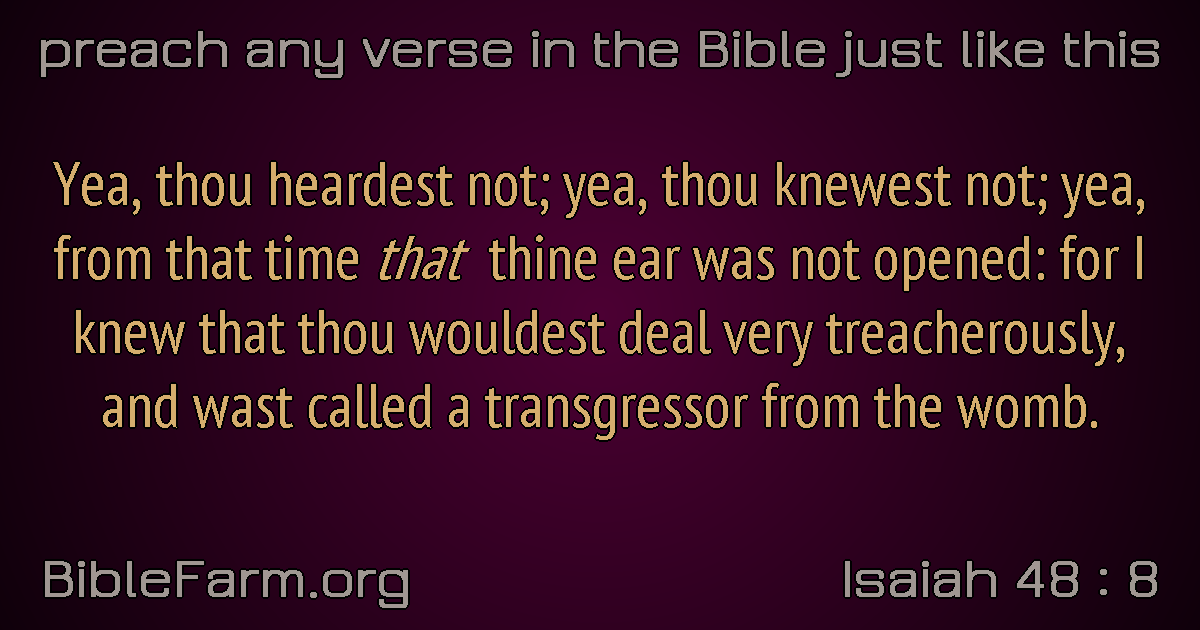 preach any verse in the Bible just like this
Yea, thou heardest not; yea, thou knewest not; yea,
from that time that thine ear was not opened: for I
knew that thou wouldest deal very treacherously,
and wast called a transgressor from the womb.
BibleFarm.org
Isaiah 48 : 8